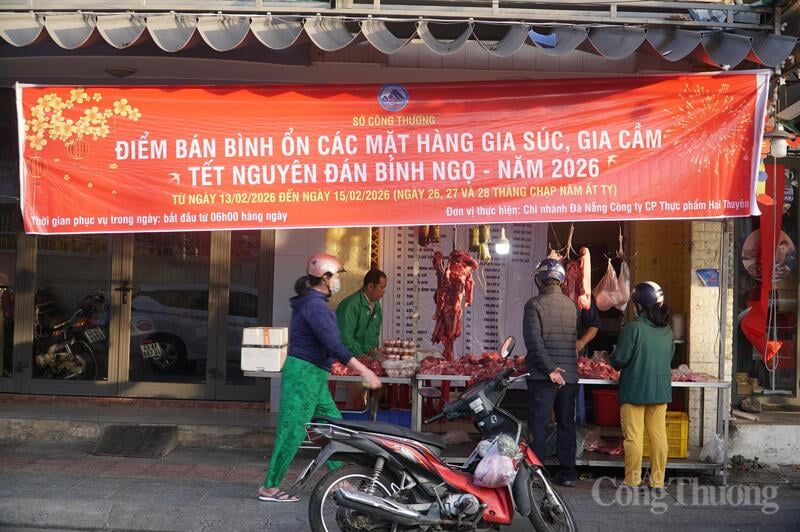 SỞ CÔNG THƯƠNG
ĐIỂM BÁN BÌNH ỔN CÁC MẶT HÀNG GIA SÚC, GIA CẦM
TẾT NGUYÊN ĐÁN BÍNH NGỌ - NĂM 2026
TỪ NGÀY 13/02/2026 ĐẾN NGÀY 15/02/2026 (NGÀY 26, 27 VÀ 28 THÁNG CHẠP NĂM ẤT TỴ)
Thời gian phục vụ trong ngày: bắt đầu từ 06h00 hàng ngày
Đơn vị thực hiện: Chi nhánh Đà Nẵng Công ty CP Thực phẩm Hai Thuyên
Công Thương